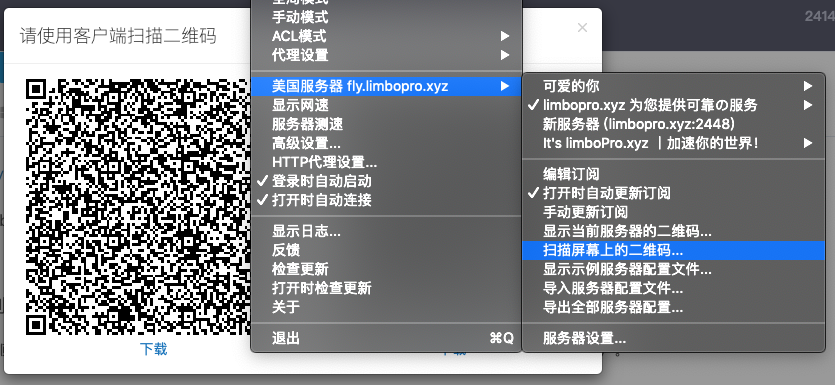 全局模式
手动模式
ACL模式
代理设置
美国服务器 fly.limbopro.xyz
显示网速
服务器测速
高级设置...
HTTP代理设置...
✓ 登录时自动启动
✓ 打开时自动连接
显示日志...
反馈
检查更新
打开时检查更新
关于
退出 ⌘Q
可爱的你
✓ limbopro.xyz 为您提供可靠の服务
新服务器 (limbopro.xyz:2448)
It's limboPro.xyz ｜加速你的世界！
编辑订阅
✓ 打开时自动更新订阅
手动更新订阅
显示当前服务器的二维码...
扫描屏幕上的二维码...
显示示例服务器配置文件...
导入服务器配置文件...
导出全部服务器配置...
服务器设置...
请使用客户端扫描二维码
×
下载
2414